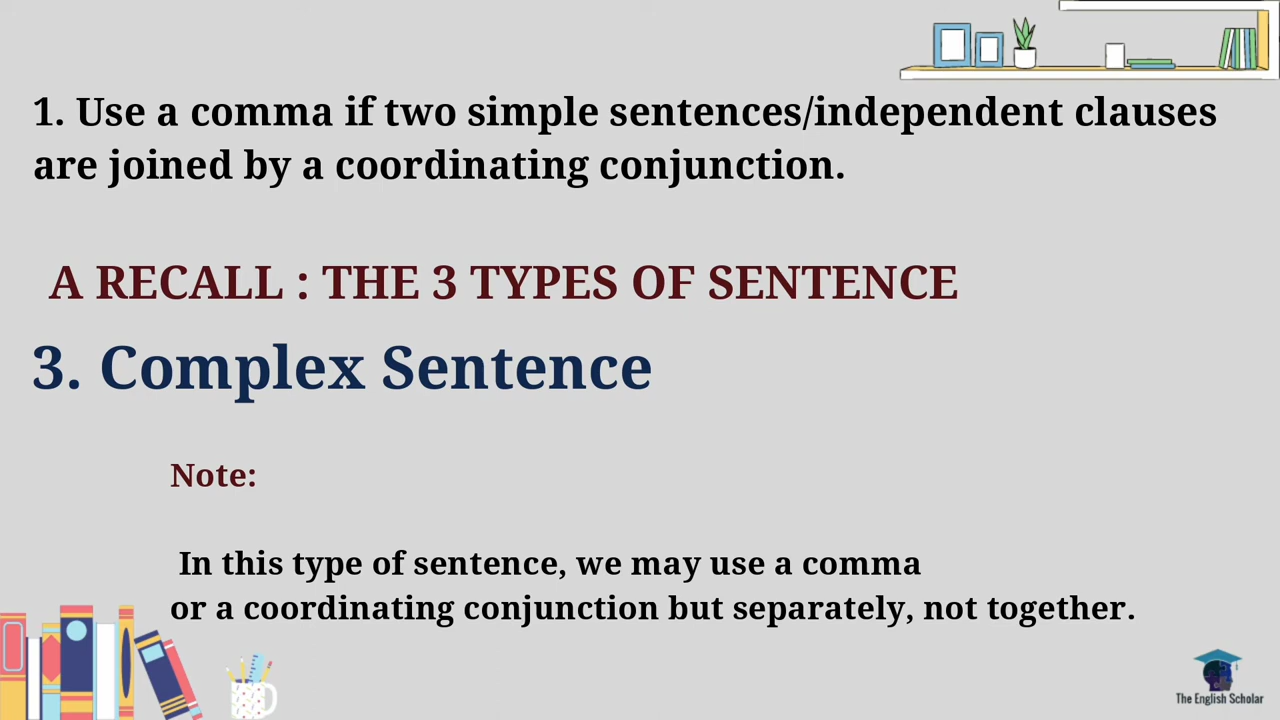 1. Use a comma if two simple sentences/independent clauses
are joined by a coordinating conjunction.
A RECALL : THE 3 TYPES OF SENTENCE
3. Complex Sentence
Note:
In this type of sentence, we may use a comma
or a coordinating conjunction but separately, not together.
The English Scholar